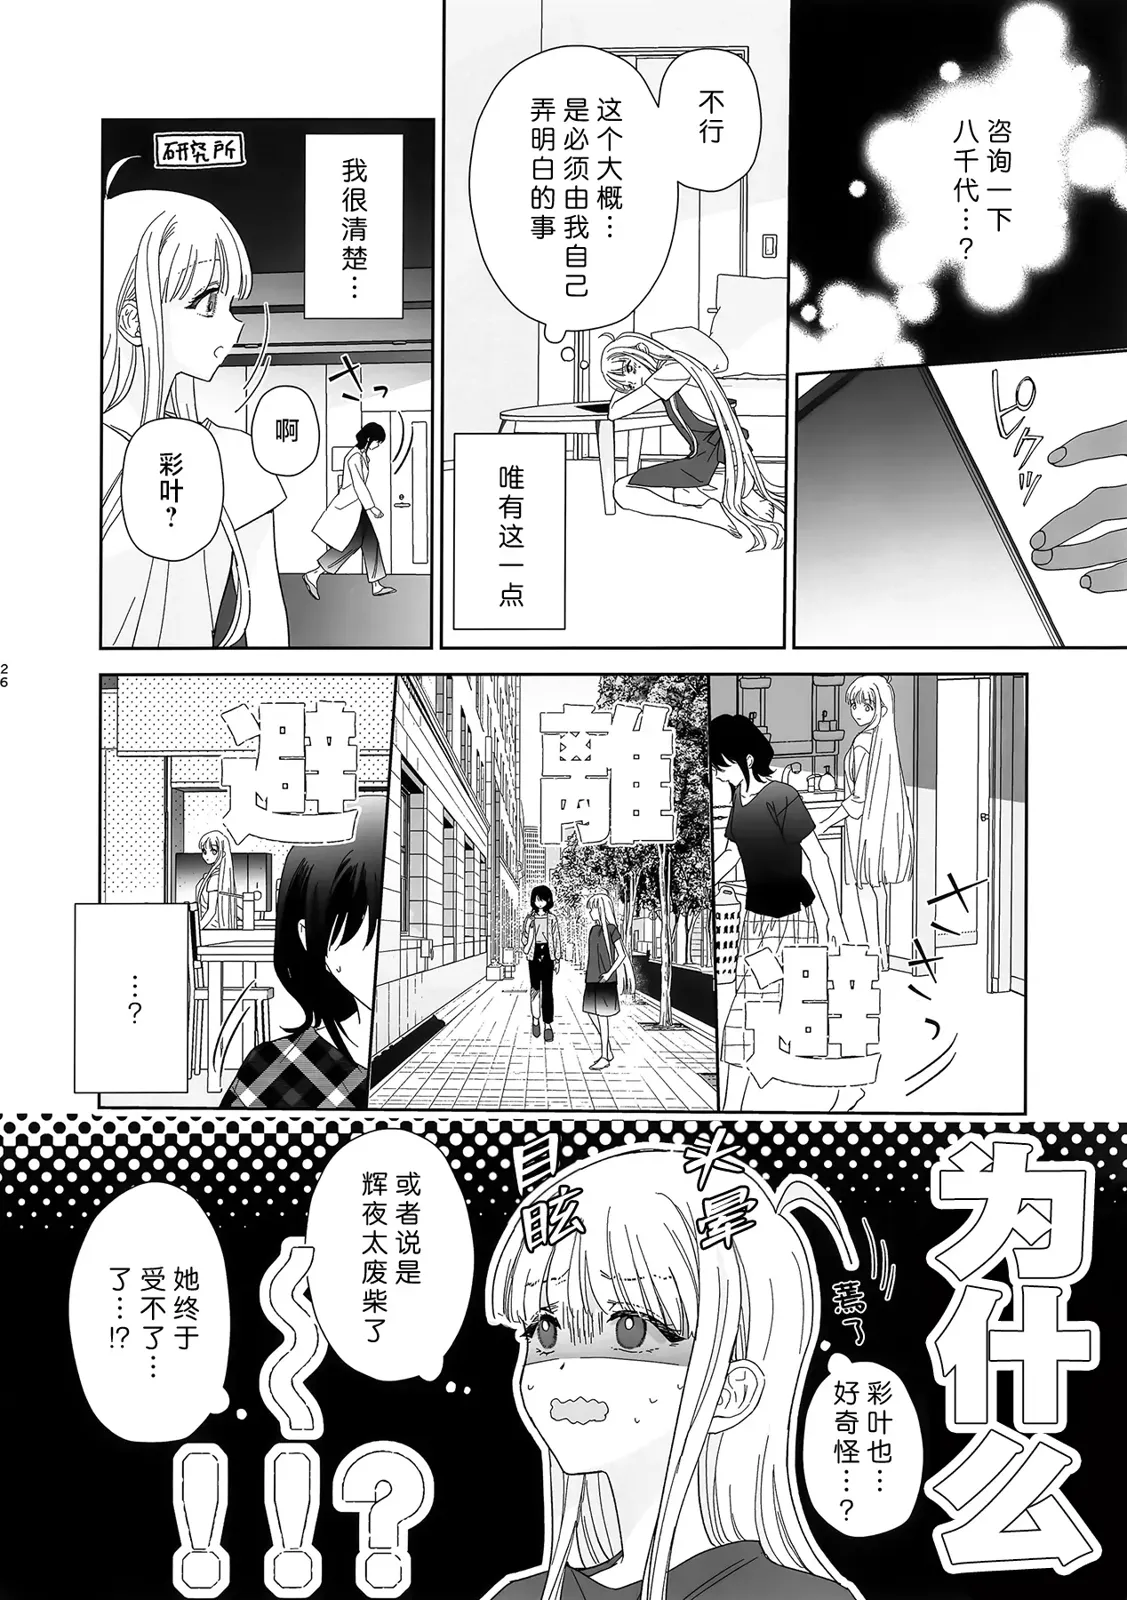 咨询一下
八千代…?
ピクッ
不行
这个大概…
是必须由我自己
弄明白的事
唯有这一点
我很清楚…
研究所
啊
彩叶?
避
離
避
…?
26
为什么
~!!?
头晕
目眩
蔫了
彩叶也…
好奇怪…?
或者说是
辉夜太废柴了
她终于
受不了…
了…!?